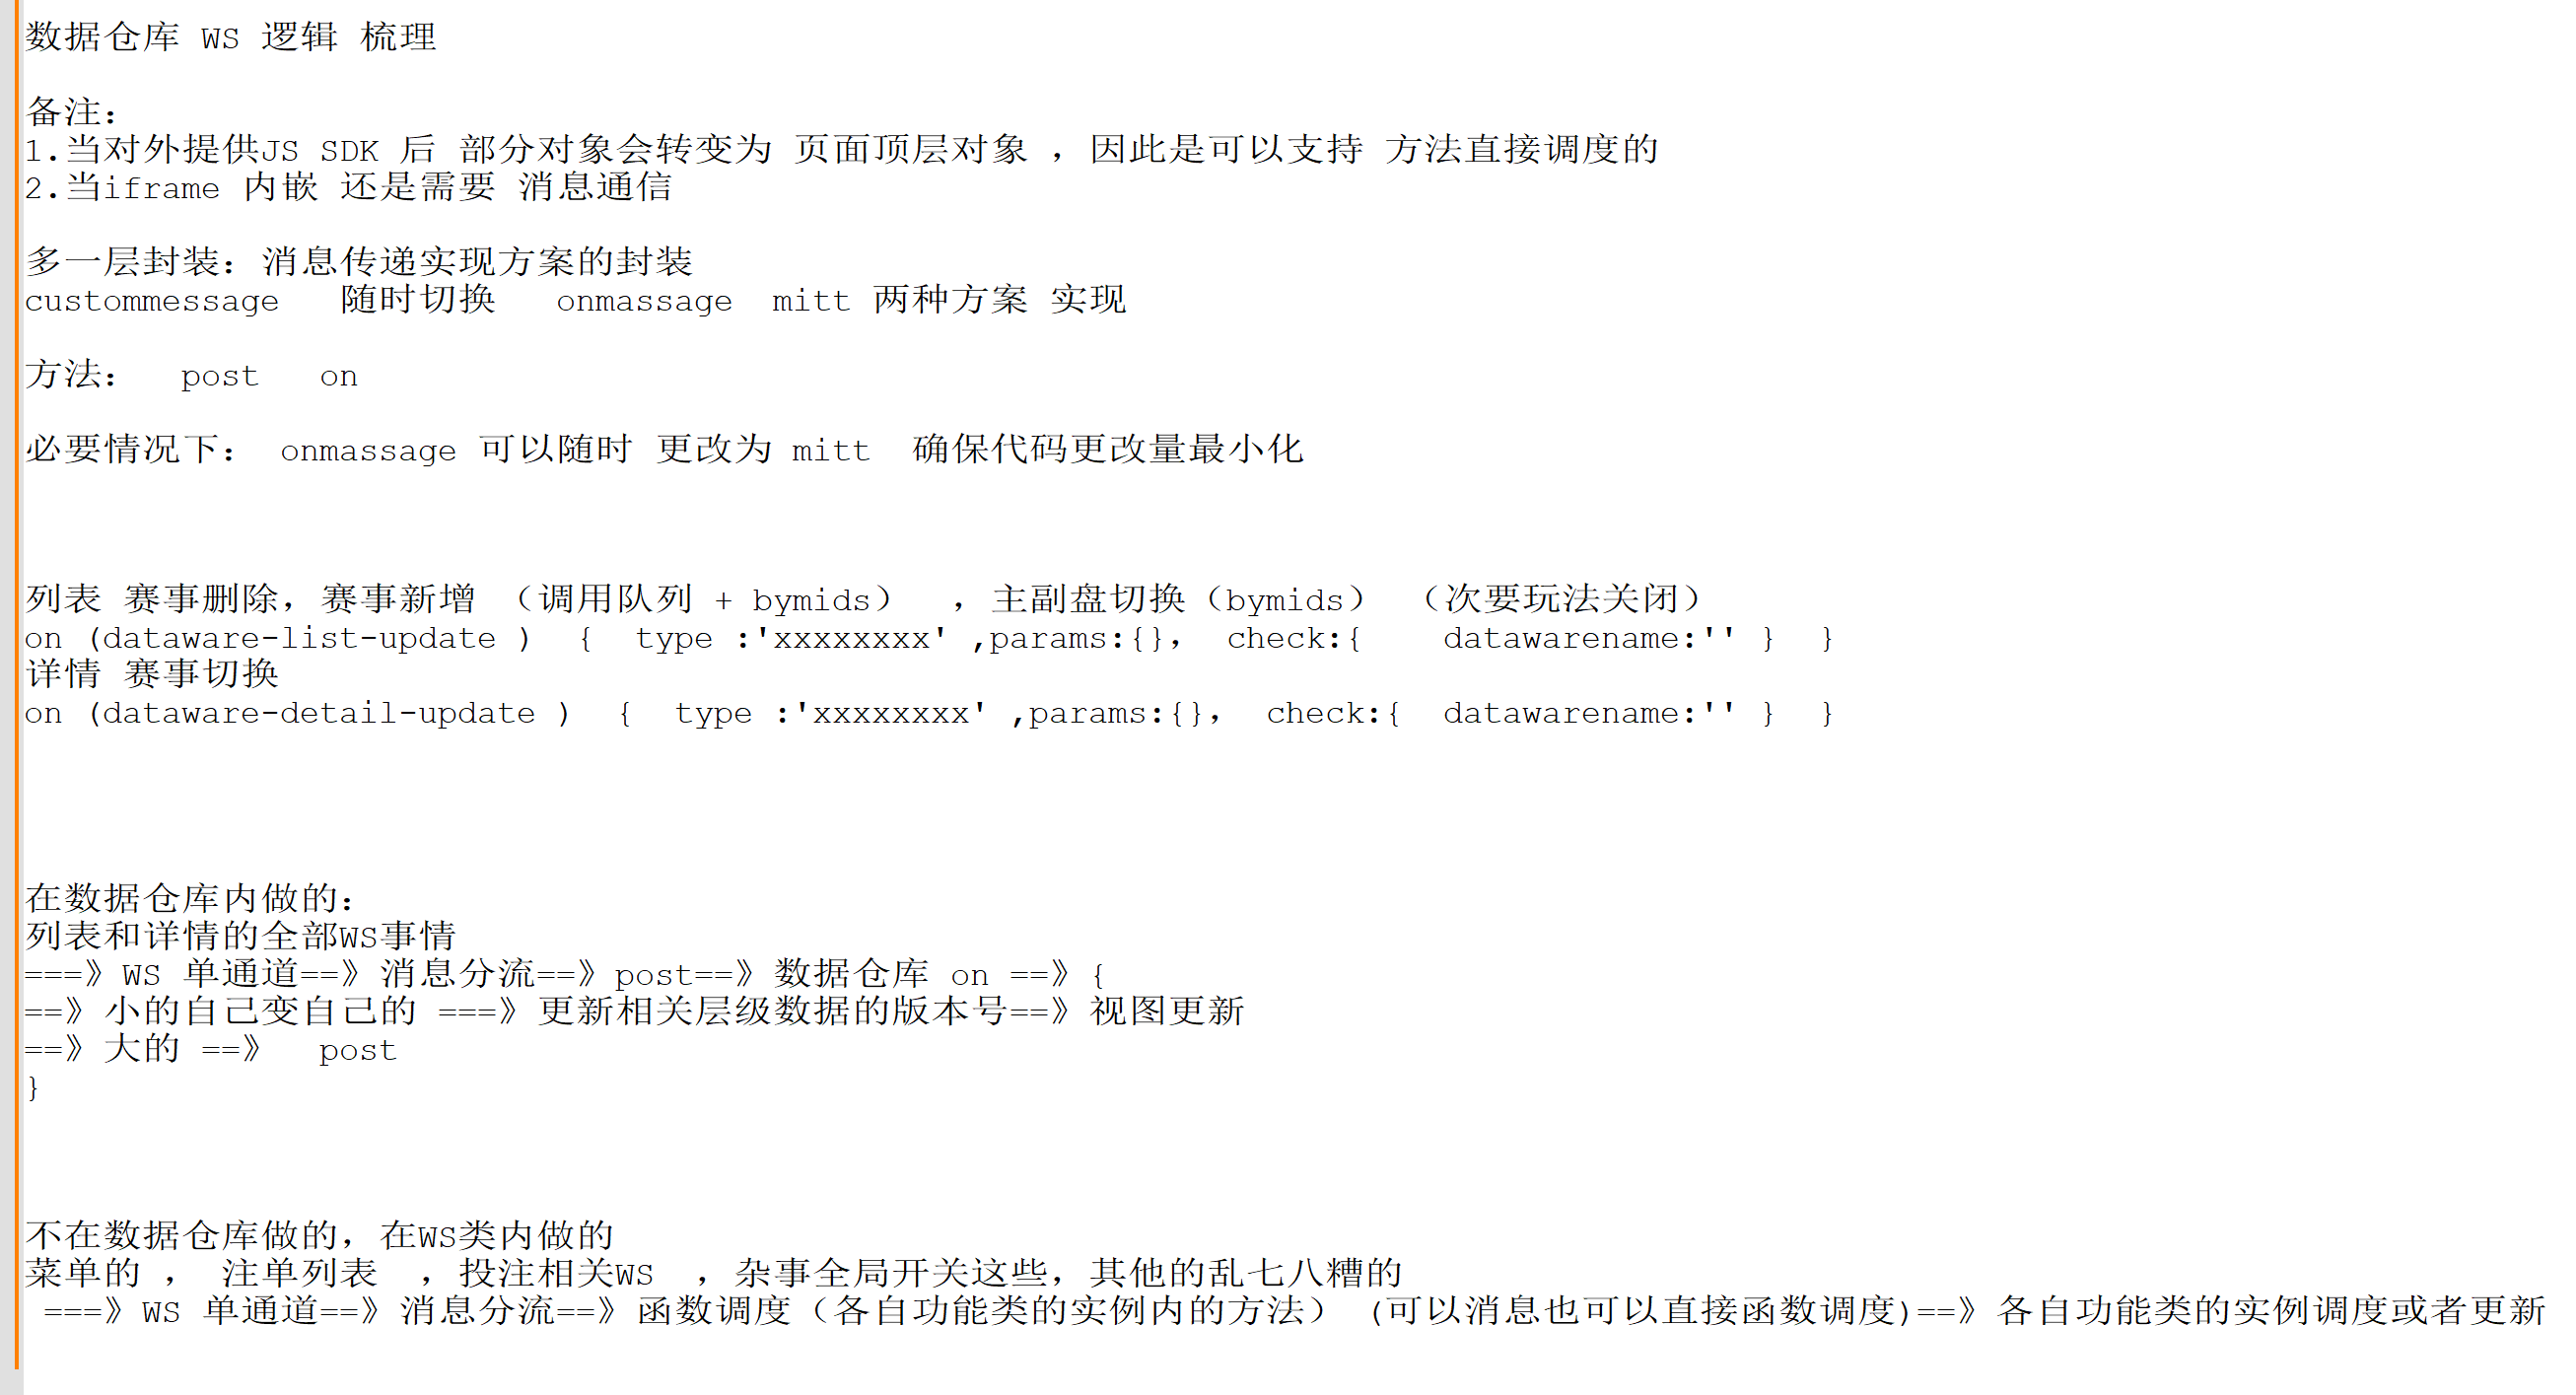 数据仓库 WS 逻辑 梳理
备注：
1.当对外提供JS SDK 后 部分对象会转变为 页面顶层对象 ，因此是可以支持 方法直接调度的
2.当iframe 内嵌 还是需要 消息通信
多一层封装：消息传递实现方案的封装
custommessage 随时切换 onmassage mitt 两种方案 实现
方法： post on
必要情况下： onmassage 可以随时 更改为 mitt 确保代码更改量最小化
列表 赛事删除，赛事新增 （调用队列 + bymids） ，主副盘切换（bymids） （次要玩法关闭）
on (dataware-list-update ) { type :'xxxxxxxx' ,params:{}， check:{ datawarename:'' } }
详情 赛事切换
on (dataware-detail-update ) { type :'xxxxxxxx' ,params:{}， check:{ datawarename:'' } }
在数据仓库内做的：
列表和详情的全部WS事情
===》WS 单通道==》消息分流==》post==》数据仓库 on ==》{
==》小的自己变自己的 ===》更新相关层级数据的版本号==》视图更新
==》大的 ==》 post
}
不在数据仓库做的，在WS类内做的
菜单的 ， 注单列表 ，投注相关WS ，杂事全局开关这些，其他的乱七八糟的
===》WS 单通道==》消息分流==》函数调度（各自功能类的实例内的方法） (可以消息也可以直接函数调度)==》各自功能类的实例调度或者更新